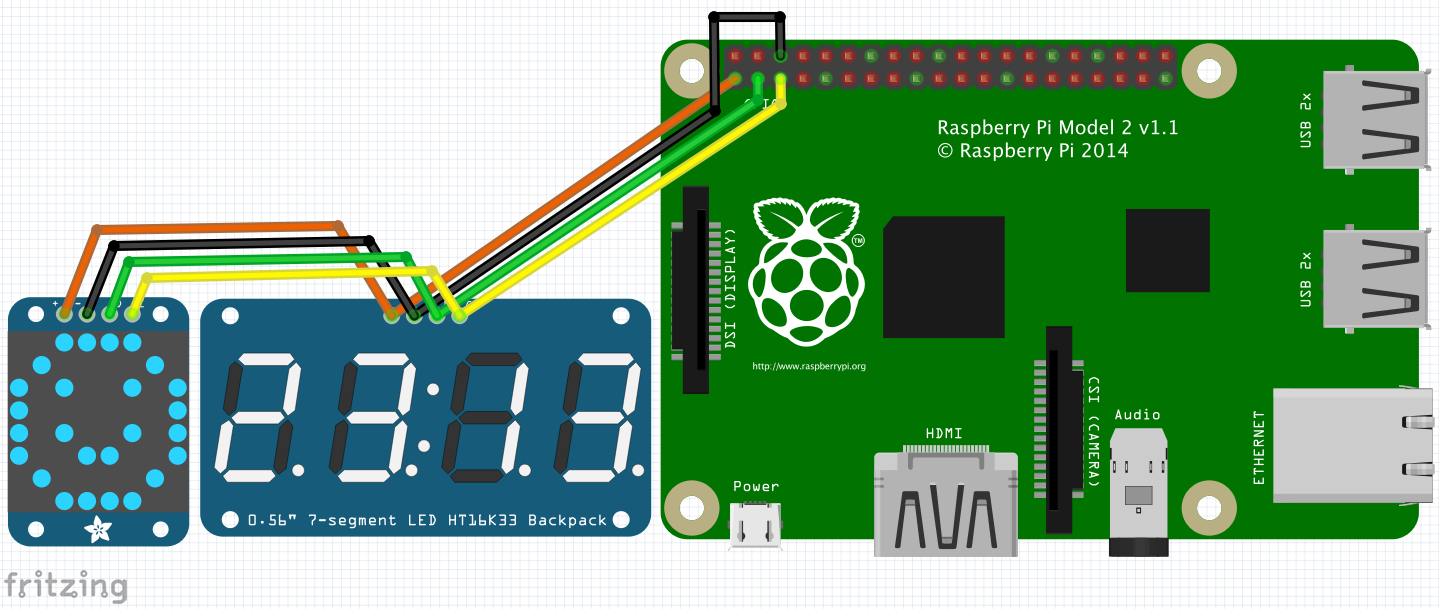 Raspberry Pi Model 2 v1.1
© Raspberry Pi 2014
USB 2x
USB 2x
DSI (DISPLAY)
TM
http://www.raspberrypi.org
CSI (CAMERA)
Audio
HDMI
ETHERNET
Power
0.56" 7-segment LED HT16K33 Backpack
fritzing